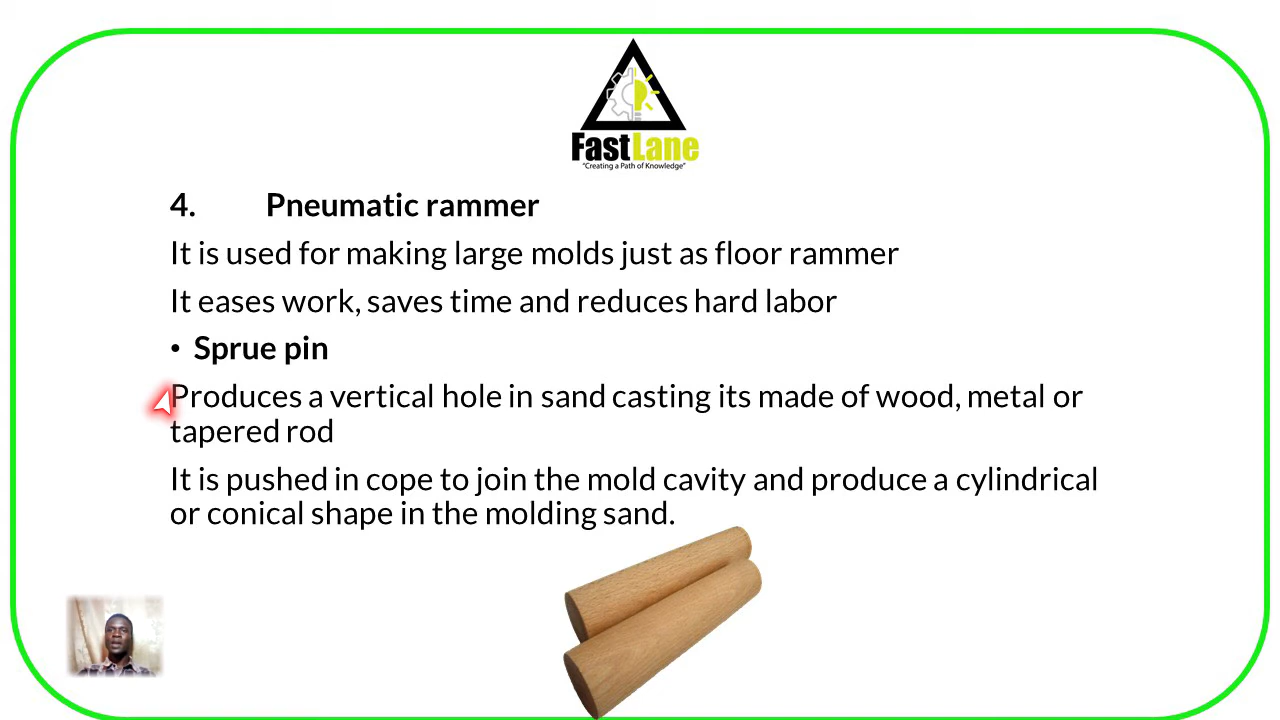 FastLane
"Creating a Path of Knowledge"
4. Pneumatic rammer
It is used for making large molds just as floor rammer
It eases work, saves time and reduces hard labor
• Sprue pin
Produces a vertical hole in sand casting its made of wood, metal or
tapered rod
It is pushed in cope to join the mold cavity and produce a cylindrical
or conical shape in the molding sand.